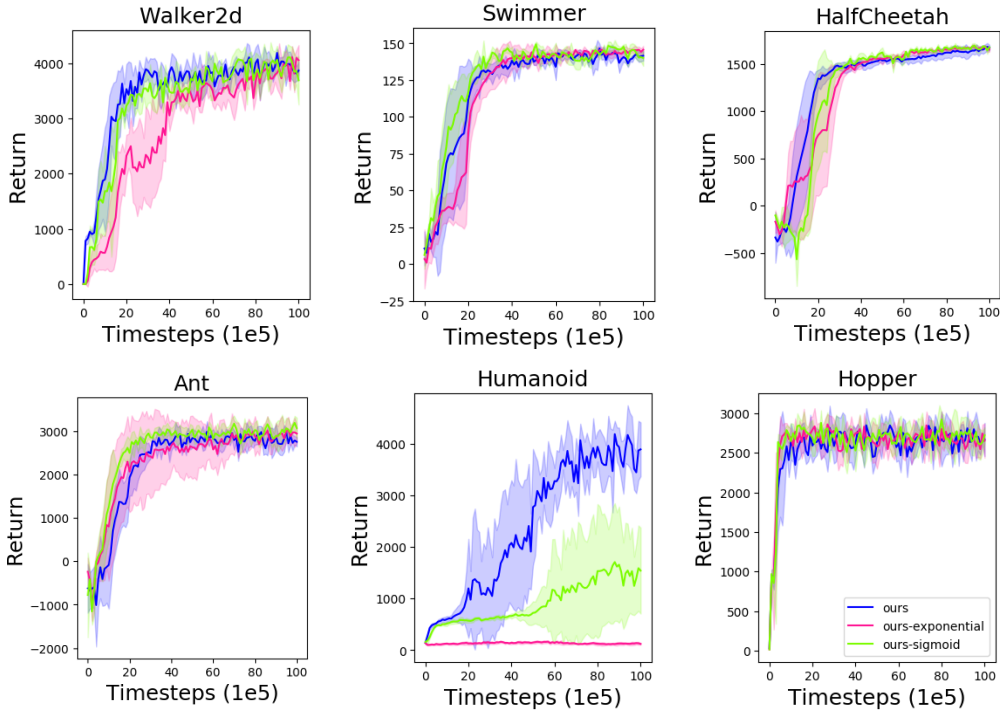 Walker2d
Swimmer
HalfCheetah
Return
4000
3000
2000
1000
0
0 20 40 60 80 100
Timesteps (1e5)
Return
150
125
100
75
50
25
0
−25
0 20 40 60 80 100
Timesteps (1e5)
Return
1500
1000
500
0
−500
0 20 40 60 80 100
Timesteps (1e5)
Ant
Humanoid
Hopper
Return
3000
2000
1000
0
−1000
−2000
0 20 40 60 80 100
Timesteps (1e5)
Return
4000
3000
2000
1000
0
0 20 40 60 80 100
Timesteps (1e5)
Return
3000
2500
2000
1500
1000
500
0
0 20 40 60 80 100
Timesteps (1e5)
ours
ours-exponential
ours-sigmoid